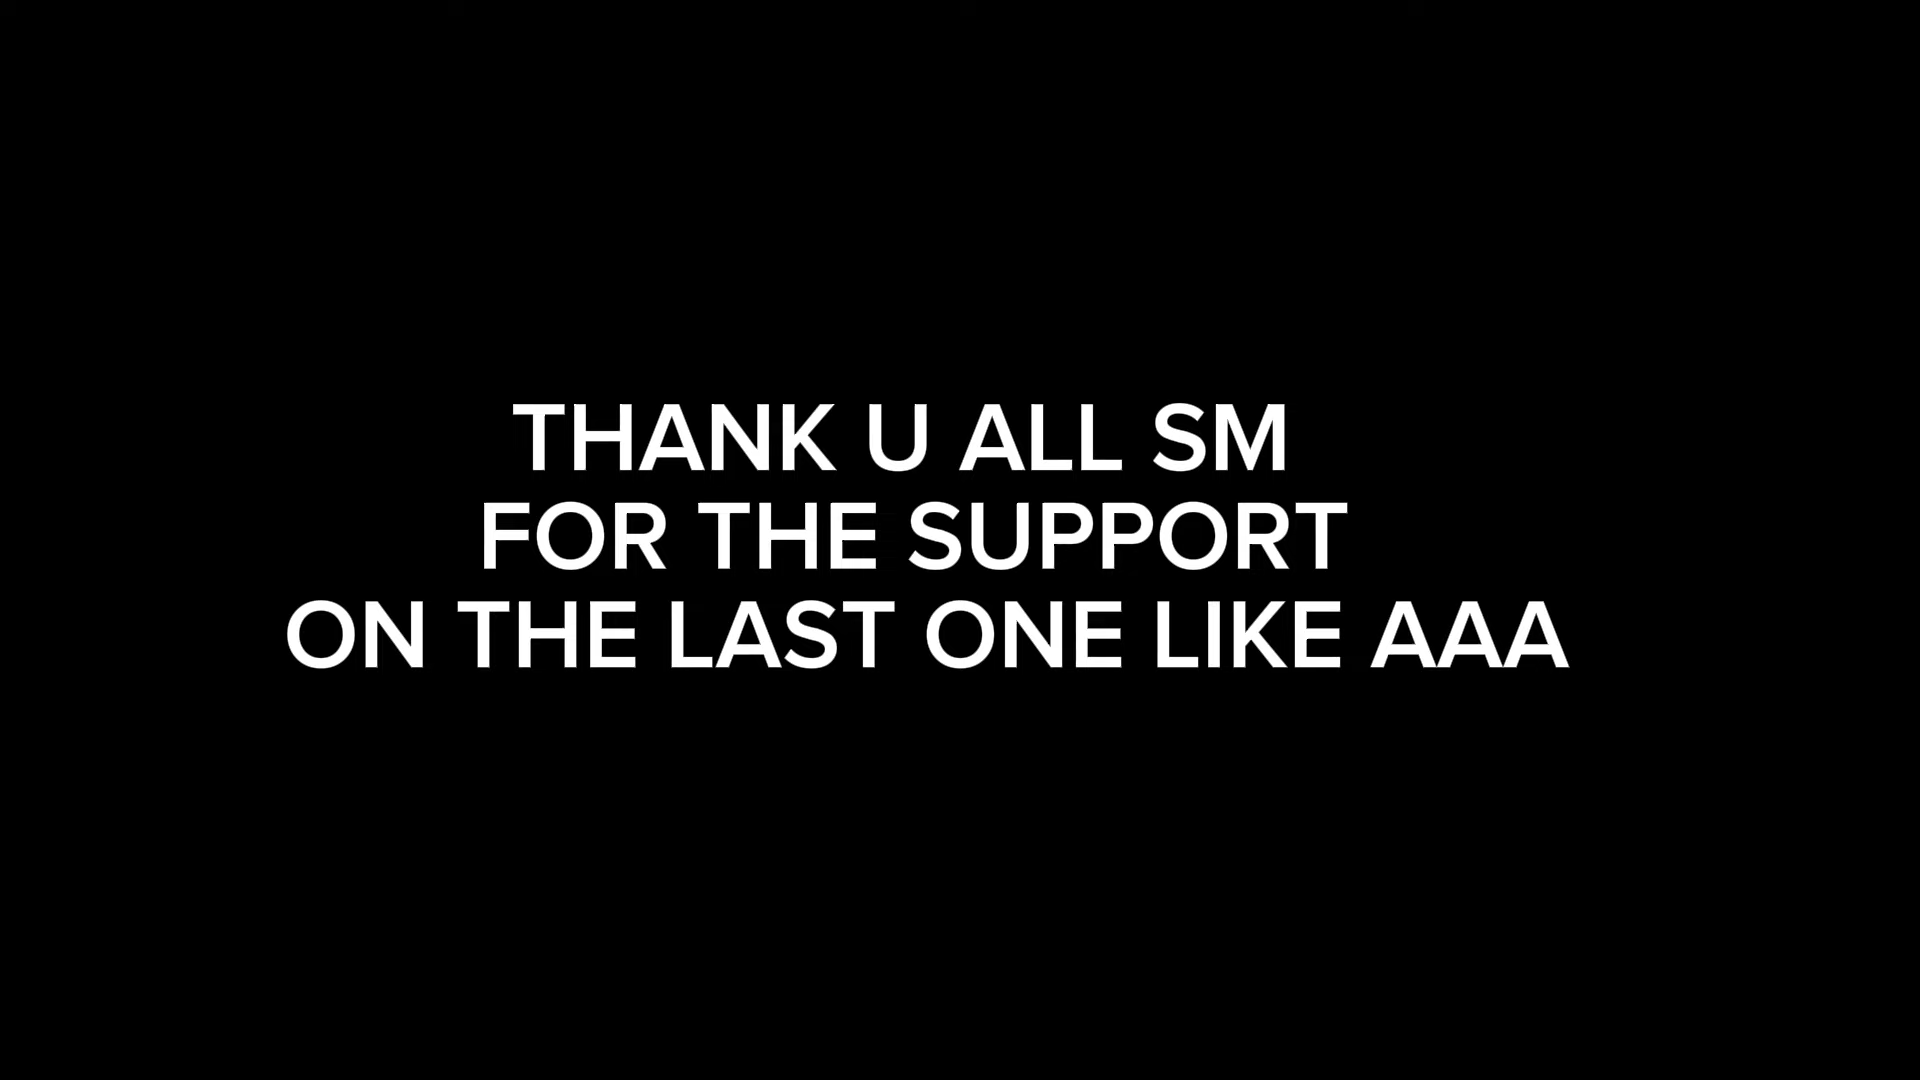 THANK U ALL SM
FOR THE SUPPORT
ON THE LAST ONE LIKE AAA